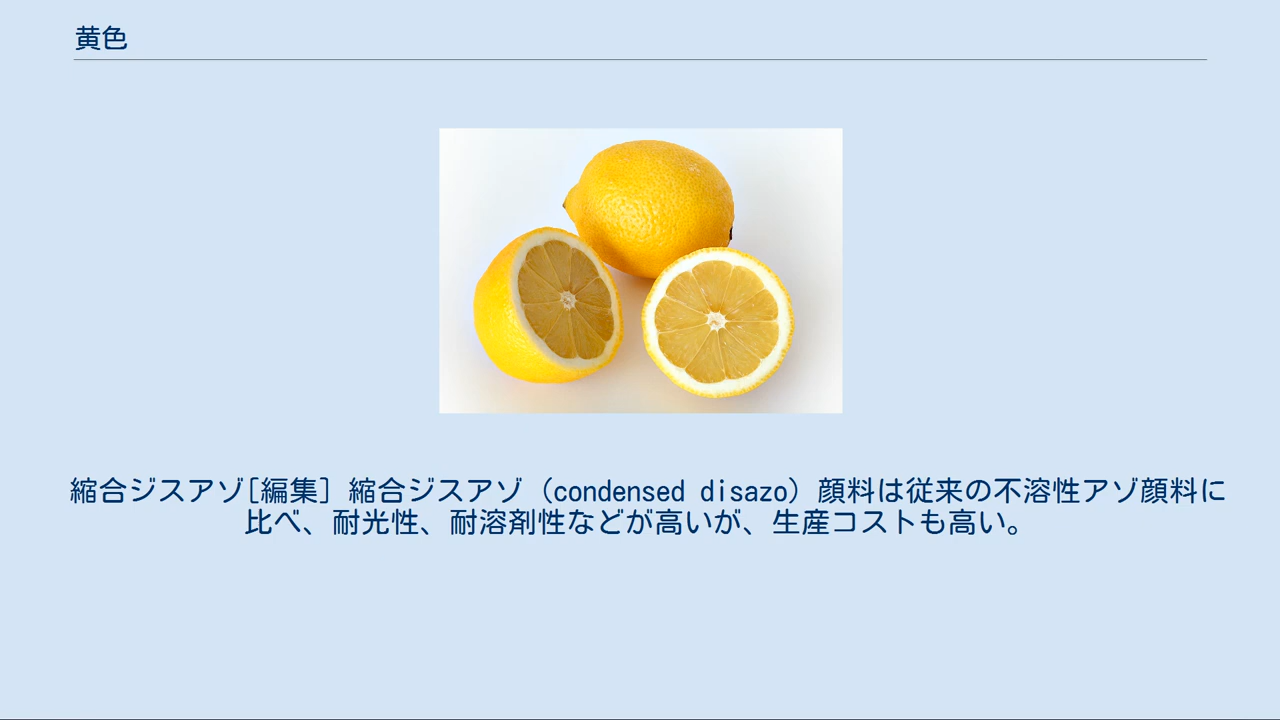 黄色
縮合ジスアゾ[編集] 縮合ジスアゾ（condensed disazo）顔料は従来の不溶性アゾ顔料に
比べ、耐光性、耐溶剤性などが高いが、生産コストも高い。